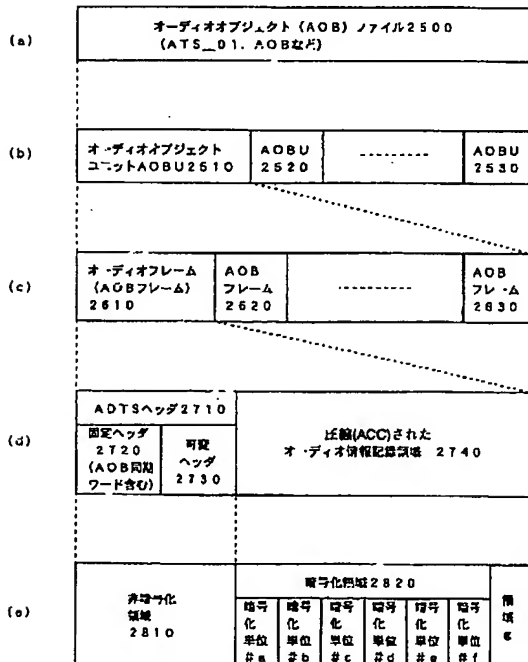 (a)
オーディオオブジェクト (AOB) ファイル2500
(ATS__01. AOBなど)
(b)
オーディオオブジェクト
ユニットAOBU2510
AOBU
2520
AOBU
2530
(c)
オーディオフレーム
(AOBフレーム)
2610
AOB
フレーム
2620
AOB
フレーム
2630
(d)
ADTSヘッダ2710
固定ヘッダ
2720
(AOB同期
ワード含む)
可変
ヘッダ
2730
圧縮(ACC)された
オーディオ情報記録領域 2740
(e)
非暗号化
領域
2810
暗号化領域2820
暗号
化
単位
#a
暗号
化
単位
#b
暗号
化
単位
#c
暗号
化
単位
#d
暗号
化
単位
#e
暗号
化
単位
#f
領
域
g